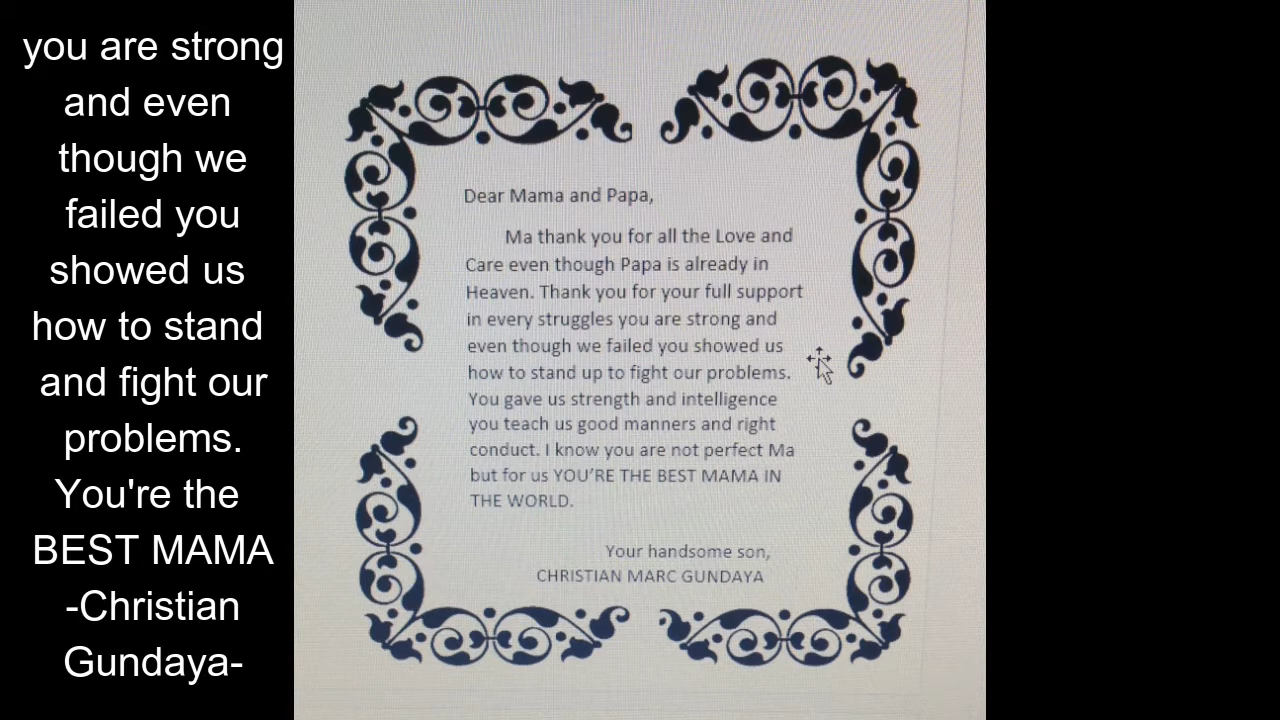 you are strong
and even
though we
failed you
showed us
how to stand
and fight our
problems.
You're the
BEST MAMA
-Christian
Gundaya-
Dear Mama and Papa,
Ma thank you for all the Love and
Care even though Papa is already in
Heaven. Thank you for your full support
in every struggles you are strong and
even though we failed you showed us
how to stand up to fight our problems.
You gave us strength and intelligence
you teach us good manners and right
conduct. I know you are not perfect Ma
but for us YOU'RE THE BEST MAMA IN
THE WORLD.
Your handsome son,
CHRISTIAN MARC GUNDAYA